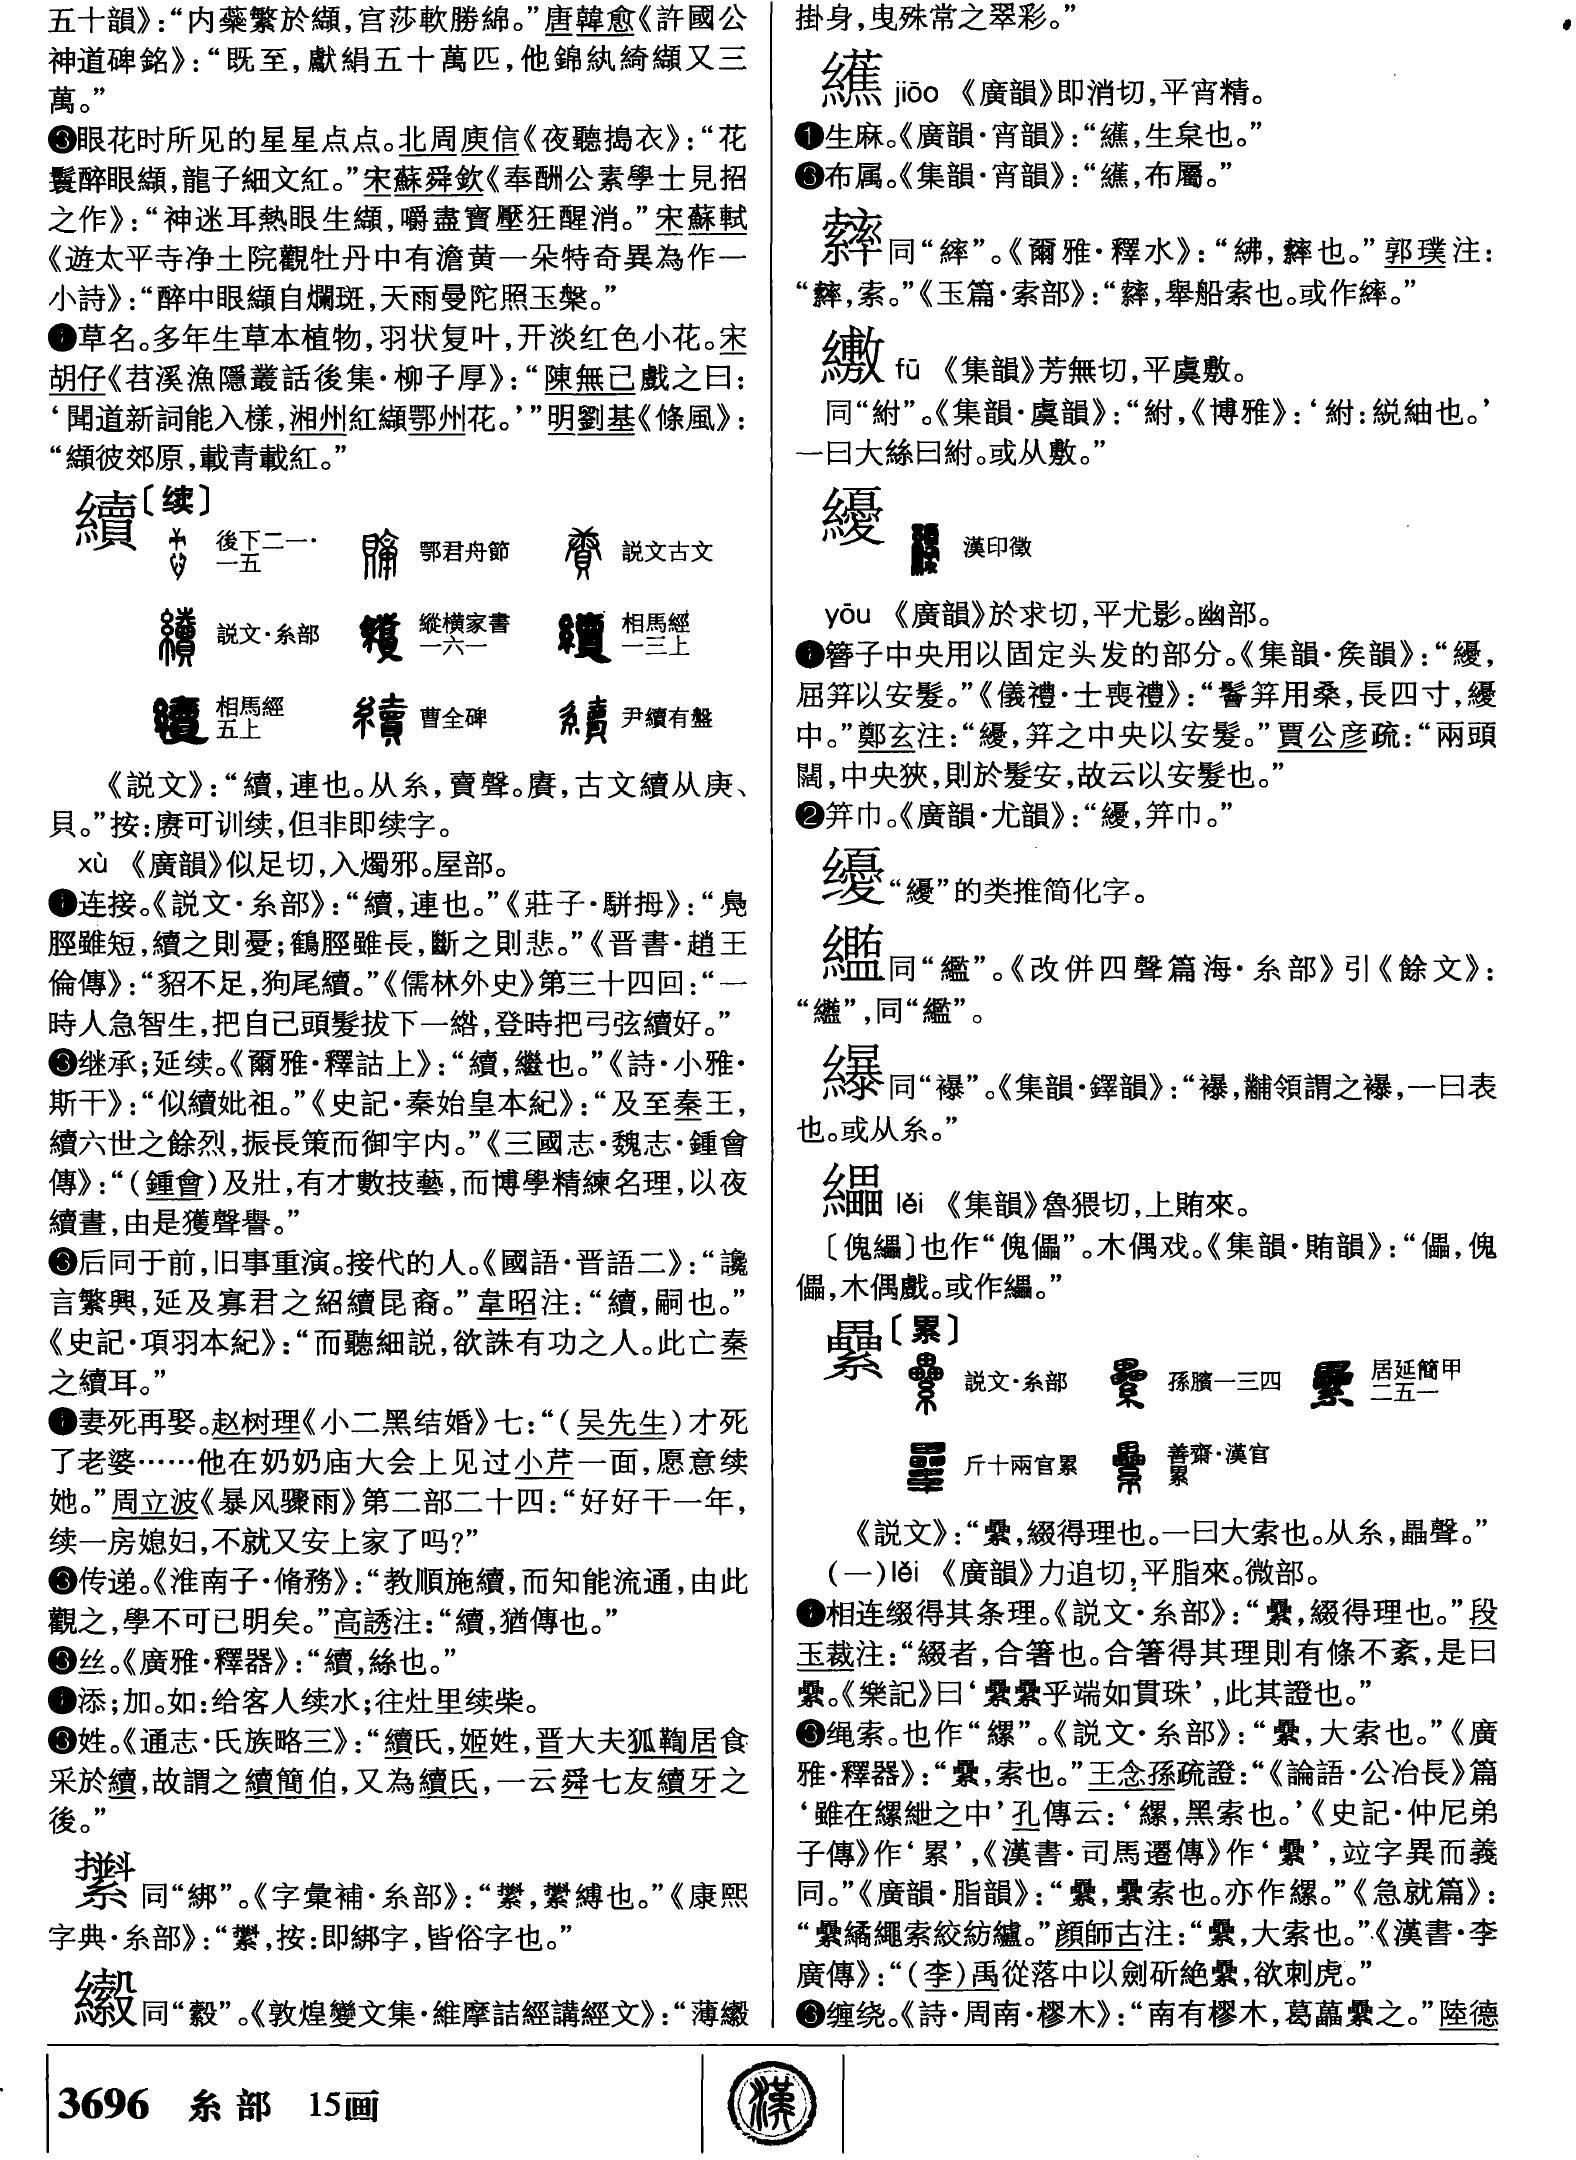 五十韻》：“内蘂繁於纈，宫莎軟勝綿。”唐韓愈《許國公
神道碑銘》：“既至，獻絹五十萬匹，他錦紈綺纈又三
萬。”
❸眼花时所见的星星点点。北周庾信《夜聽搗衣》：“花
鬟醉眼纈，龍子細文紅。”宋蘇舜欽《奉酬公素學士見招
之作》：“神迷耳熱眼生纈，嚼盡寶壓狂醒消。”宋蘇軾
《遊太平寺净土院觀牡丹中有澹黄一朵特奇異為作一
小詩》：“醉中眼纈自斕斑，天雨曼陀照玉槃。”
草名。多年生草本植物，羽状复叶，开淡红色小花。宋
胡仔《苕溪漁隱叢話後集·柳子厚》：“陳無己戲之曰：
‘聞道新詞能入樣，湘州紅纈鄂州花。’”明劉基《條風》：
“纈彼郊原，載青載紅。”
續〔续〕
後下二一·一五 鄂君舟節 説文古文
説文·糸部 縱横家書一六一 相馬經一三上
相馬經五上 曹全碑 尹續有盤
《説文》：“續，連也。从糸，賣聲。賡，古文續从庚、
貝。”按：赓可训续，但非即续字。
xù 《廣韻》似足切，入燭邪。屋部。
❶连接。《説文·糸部》：“續，連也。”《莊子·駢拇》：“鳧
脛雖短，續之則憂；鶴脛雖長，斷之則悲。”《晋書·趙王
倫傳》：“貂不足，狗尾續。”《儒林外史》第三十四回：“一
時人急智生，把自己頭髮拔下一綹，登時把弓弦續好。”
继承；延续。《爾雅·釋詁上》：“續，繼也。”《詩·小雅·
斯干》：“似續妣祖。”《史記·秦始皇本紀》：“及至秦王，
續六世之餘烈，振長策而御宇内。”《三國志·魏志·鍾會
傳》：“（鍾會）及壯，有才數技藝，而博學精練名理，以夜
續晝，由是獲聲譽。”
❸后同于前，旧事重演。接代的人。《國語·晋語二》：“讒
言繁興，延及寡君之紹續昆裔。”韋昭注：“續，嗣也。”
《史記·項羽本紀》：“而聽細説，欲誅有功之人。此亡秦
之續耳。”
妻死再娶。赵树理《小二黑结婚》七：“（吴先生）才死
了老婆……他在奶奶庙大会上见过小芹一面，愿意续
她。”周立波《暴风骤雨》第二部二十四：“好好干一年，
续一房媳妇，不就又安上家了吗？”
传递。《淮南子·脩務》：“教順施續，而知能流通，由此
觀之，學不可已明矣。”高誘注：“續，猶傳也。”
丝。《廣雅·釋器》：“續，絲也。”
添；加。如：给客人续水；往灶里续柴。
姓。《通志·氏族略三》：“續氏，姬姓，晋大夫狐鞫居食
采於續，故謂之續簡伯，又為續氏，一云舜七友續牙之
後。”
同“綁”。《字彙補·糸部》：“，縛也。”《康熙
字典·糸部》：“，按：即綁字，皆俗字也。”
同“縠”。《敦煌變文集·維摩詰經講經文》：“薄
掛身，曳殊常之翠彩。”
jiāo 《廣韻》即消切，平宵精。
❶生麻。《廣韻·宵韻》：“，生枲也。”
布属。《集韻·宵韻》：“，布屬。”
同“繂”。《爾雅·釋水》：“紼，也。”郭璞注：
“，索。”《玉篇·索部》：“，舉船索也。或作繂。”
fū 《集韻》芳無切，平虞敷。
同“紨”。《集韻·虞韻》：“紨，《博雅》：‘紨：綐紬也。’
一曰大絲曰紨。或从敷。”
纋
漢印徵
yōu 《廣韻》於求切，平尤影。幽部。
❶簪子中央用以固定头发的部分。《集韻·矦韻》：“纋，
屈笄以安髮。”《儀禮·士喪禮》：“鬠笄用桑，長四寸，纋
中。”鄭玄注：“纋，笄之中央以安髮。”賈公彦疏：“兩頭
闊，中央狹，則於髮安，故云以安髮也。”
❷笄巾。《廣韻·尤韻》：“纋，笄巾。”
“纋”的类推简化字。
同“繿”。《改併四聲篇海·糸部》引《餘文》：
“”，同“繿”。
同“襮”。《集韻·鐸韻》：“襮，黼領謂之襮，一曰表
也。或从糸。”
纍 lěi 《集韻》魯猥切，上賄來。
〔傀〕也作“傀儡”。木偶戏。《集韻·賄韻》：“儡，傀
儡，木偶戲。或作。”
纍〔累〕
説文·糸部 孫臏一三四 居延簡甲二五一
斤十兩官累 善齋·漢官累
《説文》：“纍，綴得理也。一曰大索也。从糸，畾聲。”
（一）léi 《廣韻》力追切，平脂來。微部。
❶相连缀得其条理。《説文·糸部》：“纍，綴得理也。”段
玉裁注：“綴者，合箸也。合箸得其理則有條不紊，是曰
纍。《樂記》曰‘纍纍乎端如貫珠’，此其證也。”
绳索。也作“縲”。《説文·糸部》：“纍，大索也。”《廣
雅·釋器》：“纍，索也。”王念孫疏證：“《論語·公冶長》篇
‘雖在縲紲之中’孔傳云：‘縲，黑索也。’《史記·仲尼弟
子傳》作‘累’，《漢書·司馬遷傳》作‘纍’，竝字異而義
同。”《廣韻·脂韻》：“纍，纍索也。亦作縲。”《急就篇》：
“纍繘繩索絞紡纑。”顔師古注：“纍，大索也。”《漢書·李
廣傳》：“（李）禹從落中以劍斫絶纍，欲刺虎。”
❸缠绕。《詩·周南·樛木》：“南有樛木，葛藟纍之。”陸德
3696 糸部 15画
漢